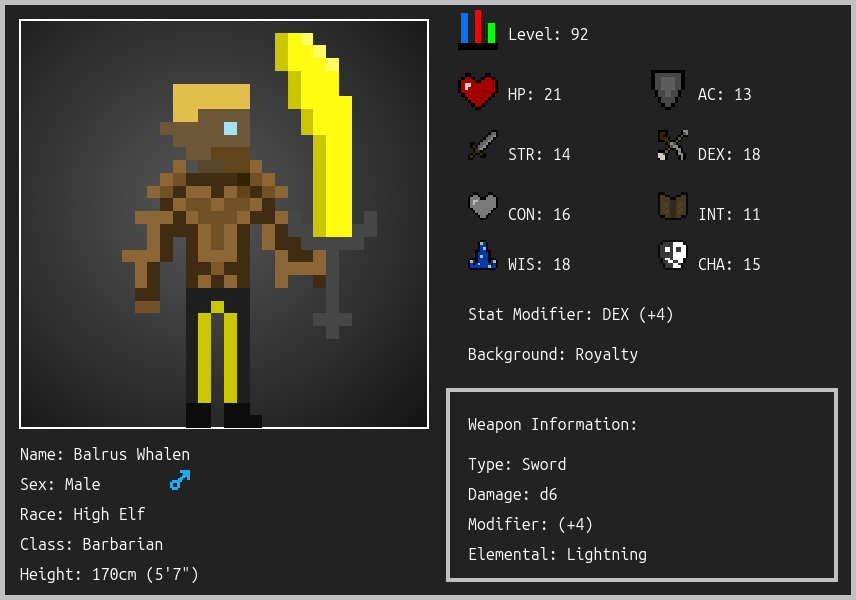 Level: 92
HP: 21
AC: 13
STR: 14
DEX: 18
CON: 16
INT: 11
WIS: 18
CHA: 15
Stat Modifier: DEX (+4)
Background: Royalty
Weapon Information:
Type: Sword
Damage: d6
Modifier: (+4)
Elemental: Lightning
Name: Balrus Whalen
Sex: Male
Race: High Elf
Class: Barbarian
Height: 170cm (5'7")